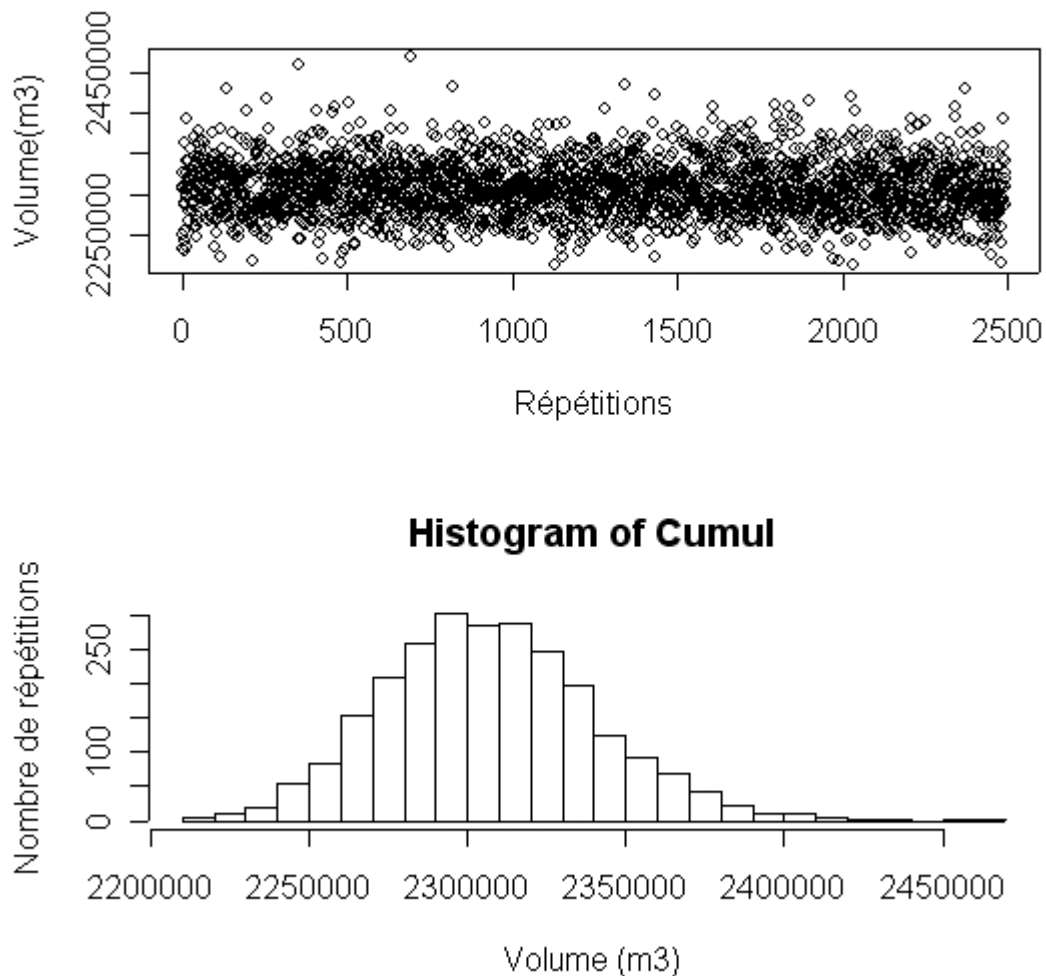 Volume(m3)
2250000
2450000
0 500 1000 1500 2000 2500
Répétitions
Histogram of Cumul
Nombre de répétitions
0 100 250
2200000 2250000 2300000 2350000 2400000 2450000
Volume (m3)